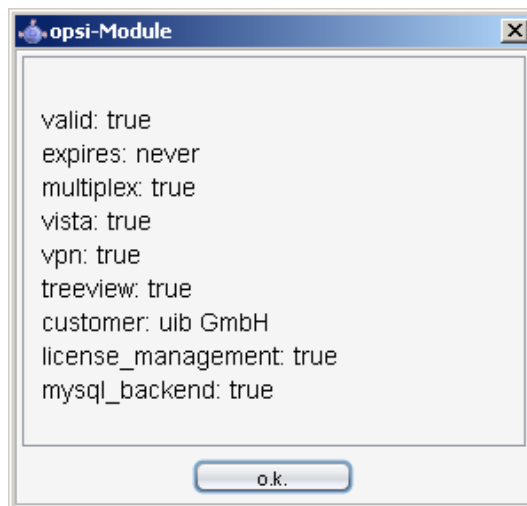 opsi-Module
valid: true
expires: never
multiplex: true
vista: true
vpn: true
treeview: true
customer: uib GmbH
license_management: true
mysql_backend: true
o.k.